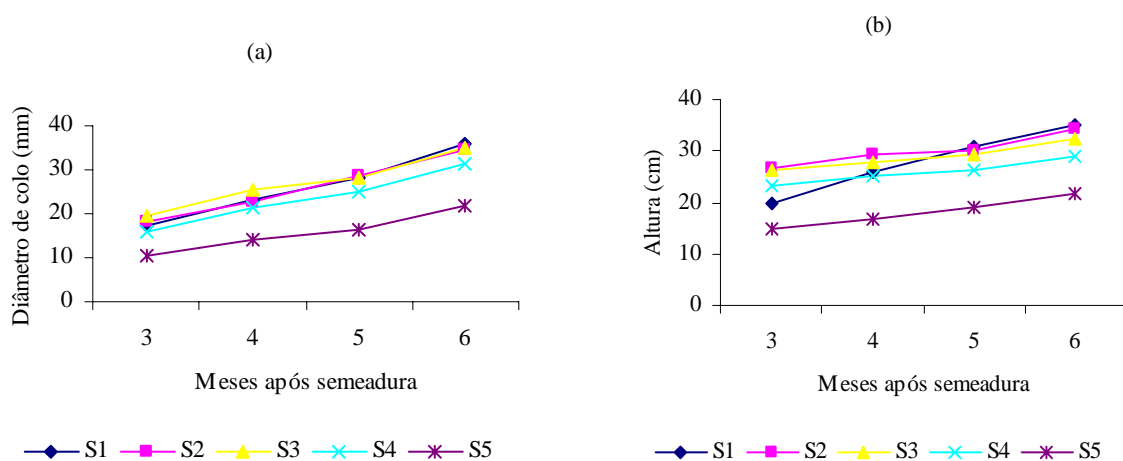 (a)
Diâmetro de colo (mm)
40
30
20
10
0
3 4 5 6
Meses após semeadura
S1 S2 S3 S4 S5
(b)
Altura (cm)
40
30
20
10
0
3 4 5 6
Meses após semeadura
S1 S2 S3 S4 S5